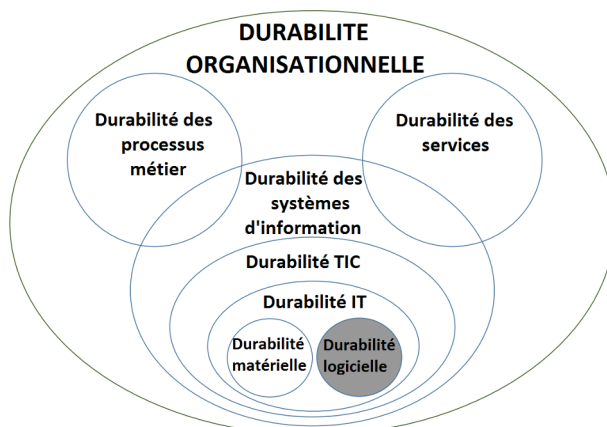 DURABILITE
ORGANISATIONNELLE
Durabilité des
processus
métier
Durabilité des
services
Durabilité des
systèmes
d'information
Durabilité TIC
Durabilité IT
Durabilité
matérielle
Durabilité
logicielle